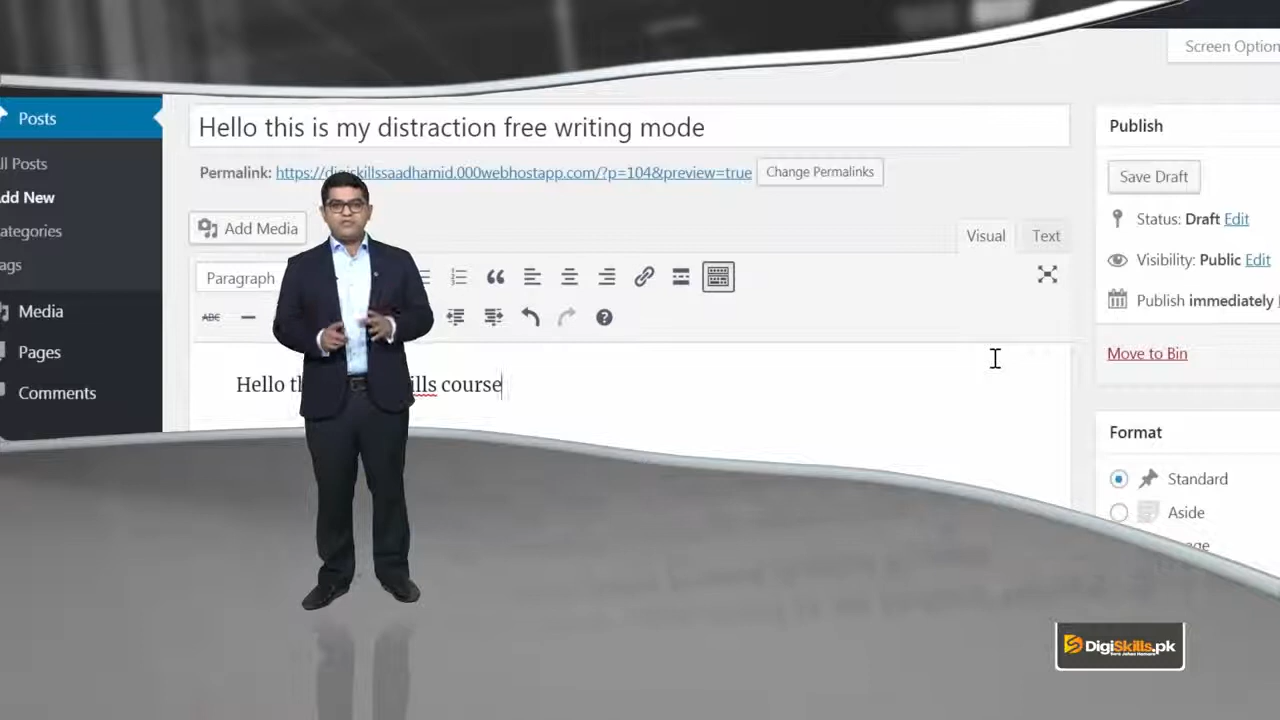 Screen Option
Posts
Hello this is my distraction free writing mode
Publish
ll Posts
Permalink: https://digiskillssaadhamid.000webhostapp.com/?p=104&preview=true
Change Permalinks
Save Draft
dd New
Add Media
Status: Draft Edit
ategories
Visual
Text
ags
Visibility: Public Edit
Paragraph
Media
Publish immediately
ABC
Pages
Move to Bin
Comments
Hello th
ills course
Format
Standard
Aside
DigiSkills.pk